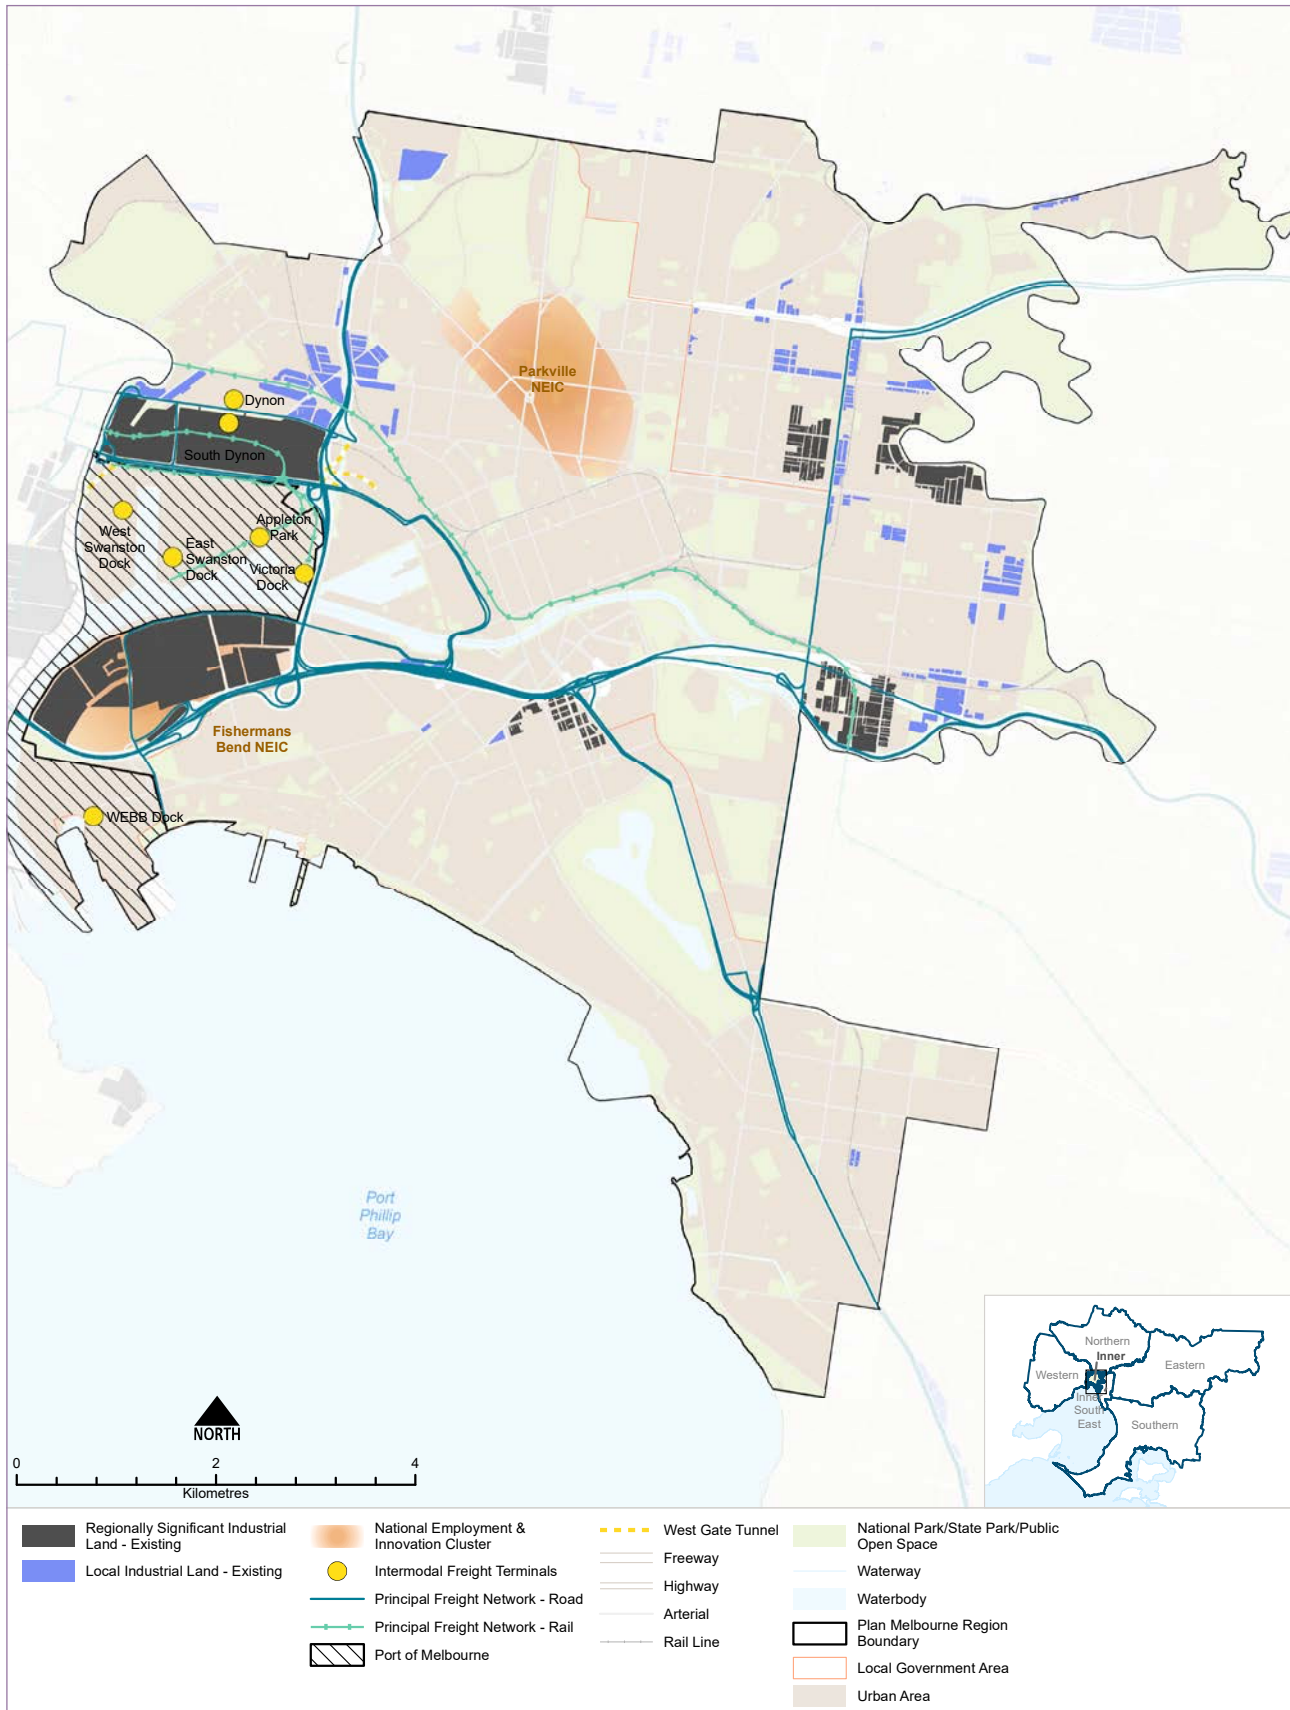 Parkville
NEIC
Dynon
South Dynon
West
Swanston
Dock
East
Swanston
Dock
Appleton
Park
Victoria
Dock
Fishermans
Bend NEIC
WEBB Dock
Port
Phillip
Bay
NORTH
0 2 4
Kilometres
Northern
Inner
Western
Eastern
Inner
South
East
Southern
Regionally Significant Industrial
Land - Existing
Local Industrial Land - Existing
National Employment &
Innovation Cluster
Intermodal Freight Terminals
Principal Freight Network - Road
Principal Freight Network - Rail
Port of Melbourne
West Gate Tunnel
Freeway
Highway
Arterial
Rail Line
National Park/State Park/Public
Open Space
Waterway
Waterbody
Plan Melbourne Region
Boundary
Local Government Area
Urban Area